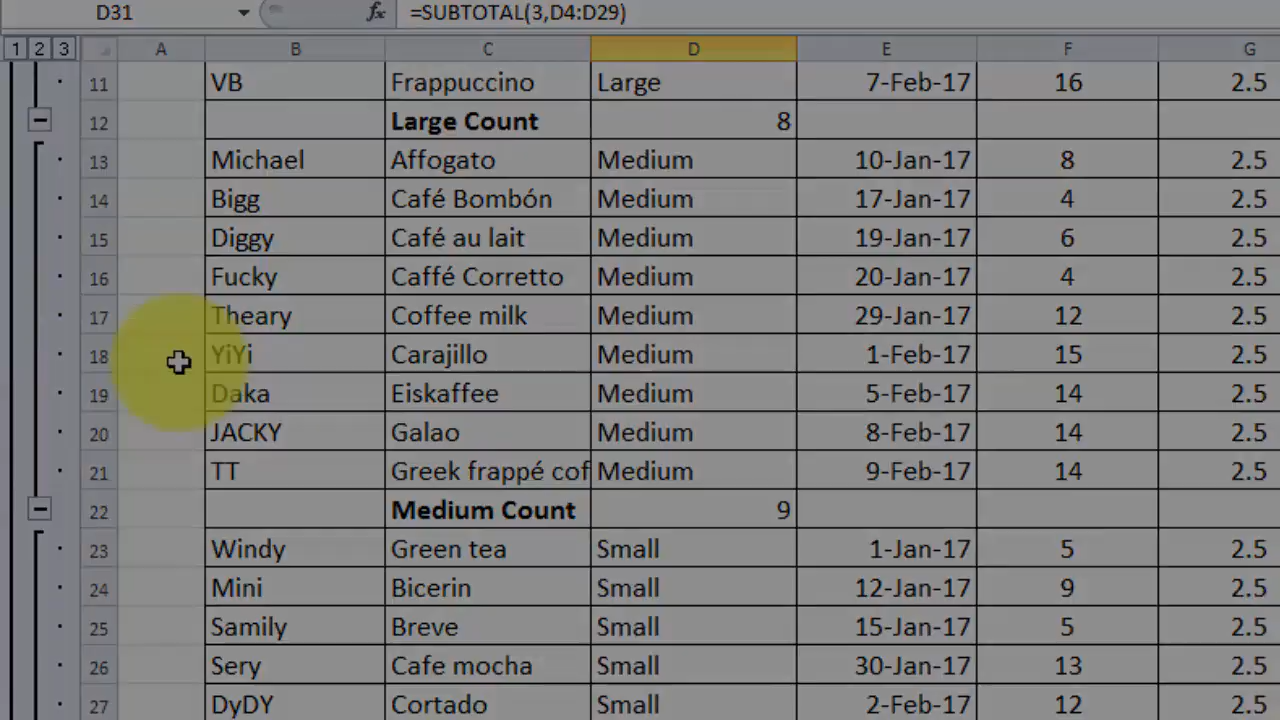 D31 fx =SUBTOTAL(3,D4:D29)
1 2 3 A B C D E F G
11 VB Frappuccino Large 7-Feb-17 16 2.5
12 Large Count 8
13 Michael Affogato Medium 10-Jan-17 8 2.5
14 Bigg Café Bombón Medium 17-Jan-17 4 2.5
15 Diggy Café au lait Medium 19-Jan-17 6 2.5
16 Fucky Caffé Corretto Medium 20-Jan-17 4 2.5
17 Theary Coffee milk Medium 29-Jan-17 12 2.5
18 YiYi Carajillo Medium 1-Feb-17 15 2.5
19 Daka Eiskaffee Medium 5-Feb-17 14 2.5
20 JACKY Galao Medium 8-Feb-17 14 2.5
21 TT Greek frappé cof Medium 9-Feb-17 14 2.5
22 Medium Count 9
23 Windy Green tea Small 1-Jan-17 5 2.5
24 Mini Bicerin Small 12-Jan-17 9 2.5
25 Samily Breve Small 15-Jan-17 5 2.5
26 Sery Cafe mocha Small 30-Jan-17 13 2.5
27 DyDY Cortado Small 2-Feb-17 12 2.5